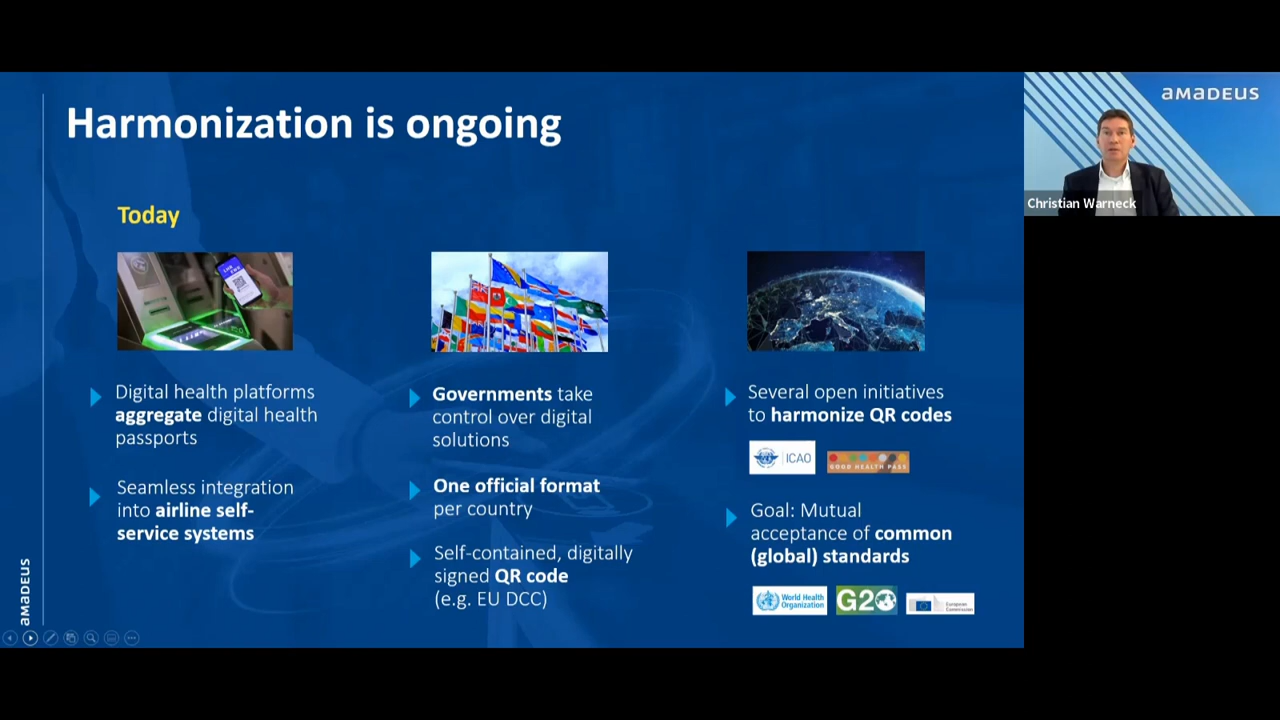 Harmonization is ongoing
Today
Digital health platforms
aggregate digital health
passports
Seamless integration
into airline self-
service systems
Governments take
control over digital
solutions
One official format
per country
Self-contained, digitally
signed QR code
(e.g. EU DCC)
Several open initiatives
to harmonize QR codes
ICAO
GOOD HEALTH PASS
Goal: Mutual
acceptance of common
(global) standards
World Health
Organization
G20
European
Commission
amadeus
amadeus
Christian Warneck